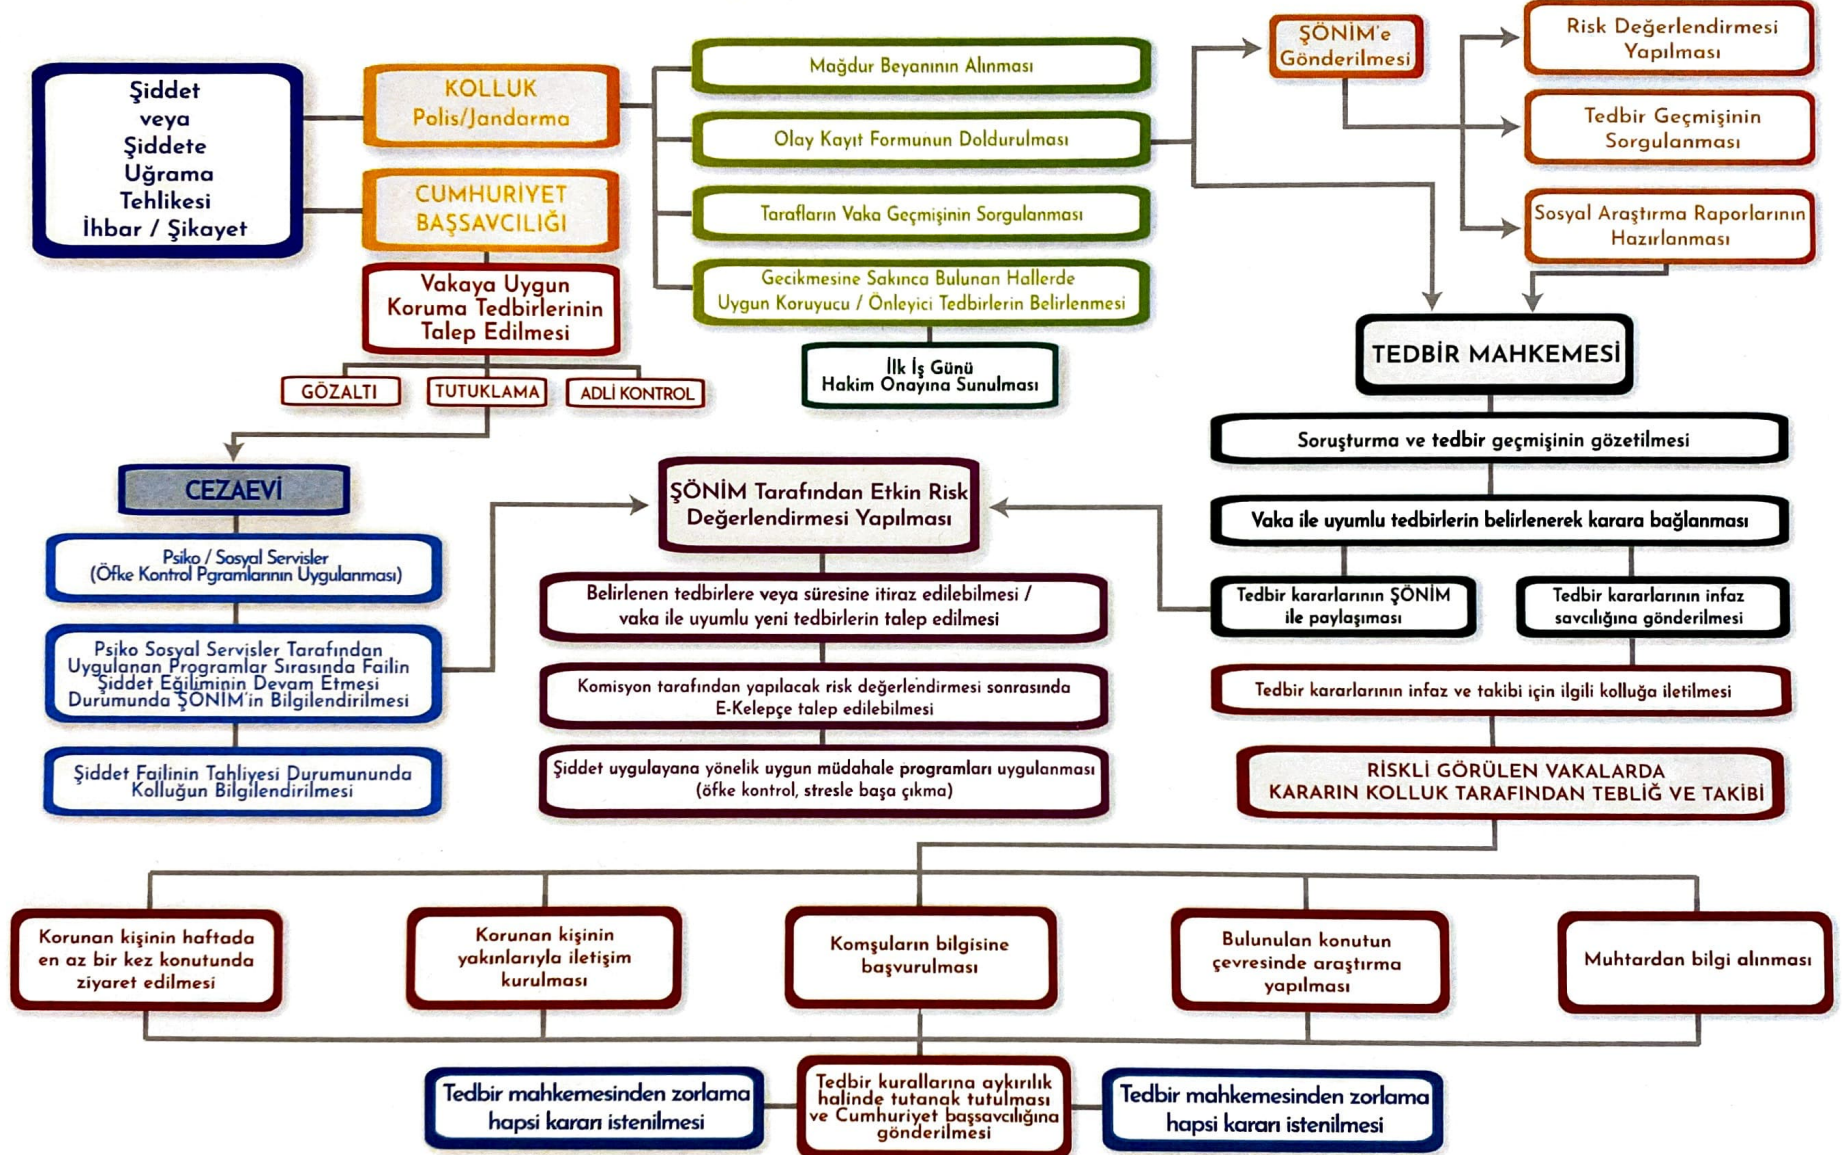 Şiddet
veya
Şiddete
Uğrama
Tehlikesi
İhbar / Şikayet
KOLLUK
Polis/Jandarma
CUMHURİYET
BAŞSAVCILIĞI
Vakaya Uygun
Koruma Tedbirlerinin
Talep Edilmesi
GÖZALTI
TUTUKLAMA
ADLİ KONTROL
Mağdur Beyanının Alınması
Olay Kayıt Formunun Doldurulması
Tarafların Vaka Geçmişinin Sorgulanması
Gecikmesine Sakınca Bulunan Hallerde
Uygun Koruyucu / Önleyici Tedbirlerin Belirlenmesi
İlk İş Günü
Hakim Onayına Sunulması
ŞÖNİM'e
Gönderilmesi
Risk Değerlendirmesi
Yapılması
Tedbir Geçmişinin
Sorgulanması
Sosyal Araştırma Raporlarının
Hazırlanması
TEDBİR MAHKEMESİ
Soruşturma ve tedbir geçmişinin gözetilmesi
Vaka ile uyumlu tedbirlerin belirlenerek karara bağlanması
Tedbir kararlarının ŞÖNİM
ile paylaşıması
Tedbir kararlarının infaz
savcılığına gönderilmesi
Tedbir kararlarının infaz ve takibi için ilgili kolluğa iletilmesi
RİSKLİ GÖRÜLEN VAKALARDA
KARARIN KOLLUK TARAFINDAN TEBLİĞ VE TAKİBİ
CEZAEVİ
Psiko / Sosyal Servisler
(Öfke Kontrol Pgramlarının Uygulanması)
Psiko Sosyal Servisler Tarafından
Uygulanan Programlar Sırasında Failin
Şiddet Eğiliminin Devam Etmesi
Durumunda ŞÖNİM'in Bilgilendirilmesi
Şiddet Failinin Tahliyesi Durumununda
Kolluğun Bilgilendirilmesi
ŞÖNİM Tarafından Etkin Risk
Değerlendirmesi Yapılması
Belirlenen tedbirlere veya süresine itiraz edilebilmesi /
vaka ile uyumlu yeni tedbirlerin talep edilmesi
Komisyon tarafından yapılacak risk değerlendirmesi sonrasında
E-Kelepçe talep edilebilmesi
Şiddet uygulayana yönelik uygun müdahale programları uygulanması
(öfke kontrol, stresle başa çıkma)
Korunan kişinin haftada
en az bir kez konutunda
ziyaret edilmesi
Korunan kişinin
yakınlarıyla iletişim
kurulması
Komşuların bilgisine
başvurulması
Bulunulan konutun
çevresinde araştırma
yapılması
Muhtardan bilgi alınması
Tedbir mahkemesinden zorlama
hapsi kararı istenilmesi
Tedbir kurallarına aykırılık
halinde tutanak tutulması
ve Cumhuriyet başsavcılığına
gönderilmesi
Tedbir mahkemesinden zorlama
hapsi kararı istenilmesi